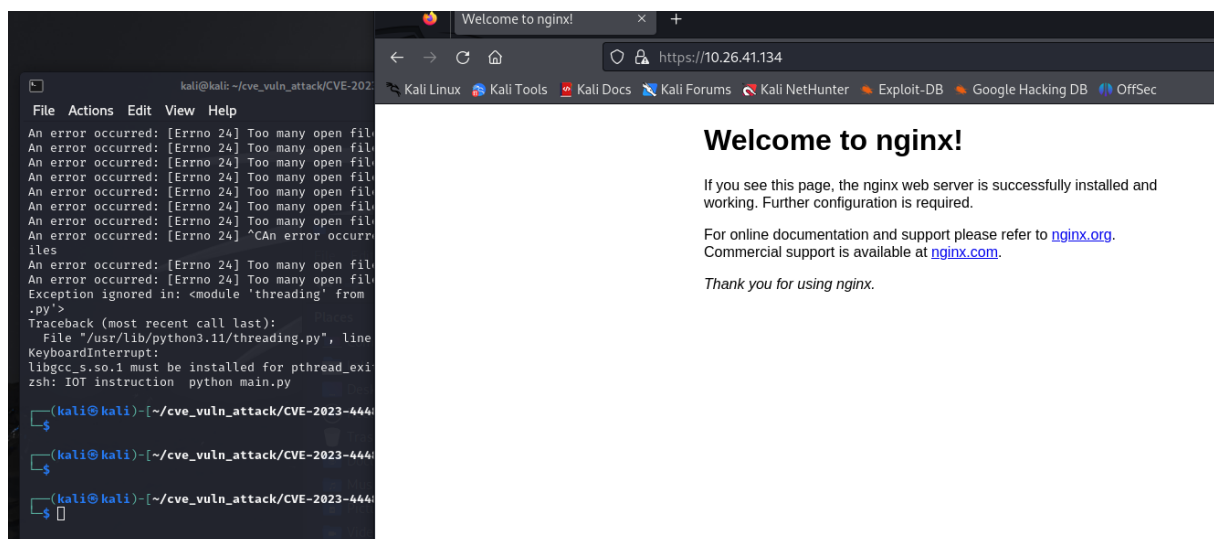 kali@kali: ~/cve_vuln_attack/CVE-202
File Actions Edit View Help
An error occurred: [Errno 24] Too many open fil
An error occurred: [Errno 24] Too many open fil
An error occurred: [Errno 24] Too many open fil
An error occurred: [Errno 24] Too many open fil
An error occurred: [Errno 24] Too many open fil
An error occurred: [Errno 24] Too many open fil
An error occurred: [Errno 24] Too many open fil
An error occurred: [Errno 24] ^CAn error occurr
iles
An error occurred: [Errno 24] Too many open fil
An error occurred: [Errno 24] Too many open fil
Exception ignored in: <module 'threading' from
.py'>
Traceback (most recent call last):
File "/usr/lib/python3.11/threading.py", line
KeyboardInterrupt:
libgcc_s.so.1 must be installed for pthread_exi
zsh: IOT instruction python main.py
┌──(kali㉿kali)-[~/cve_vuln_attack/CVE-2023-444
└─$
┌──(kali㉿kali)-[~/cve_vuln_attack/CVE-2023-444
└─$
┌──(kali㉿kali)-[~/cve_vuln_attack/CVE-2023-444
└─$
Welcome to nginx!
https://10.26.41.134
Kali Linux Kali Tools Kali Docs Kali Forums Kali NetHunter Exploit-DB Google Hacking DB OffSec
Welcome to nginx!
If you see this page, the nginx web server is successfully installed and
working. Further configuration is required.
For online documentation and support please refer to nginx.org.
Commercial support is available at nginx.com.
Thank you for using nginx.